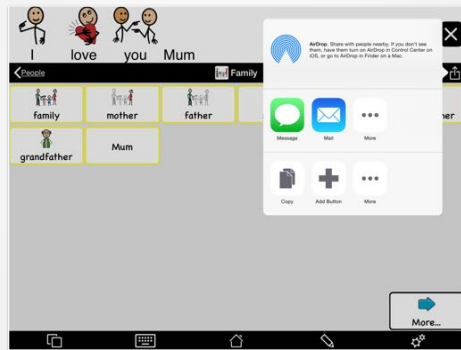 I love you Mum
People
Family
AirDrop. Share with people nearby. If you don't see
them, have them turn on AirDrop in Control Center on
iOS, or go to AirDrop in Finder on a Mac.
family mother father
grandfather Mum
Message Mail More
Copy Add Button More
More...